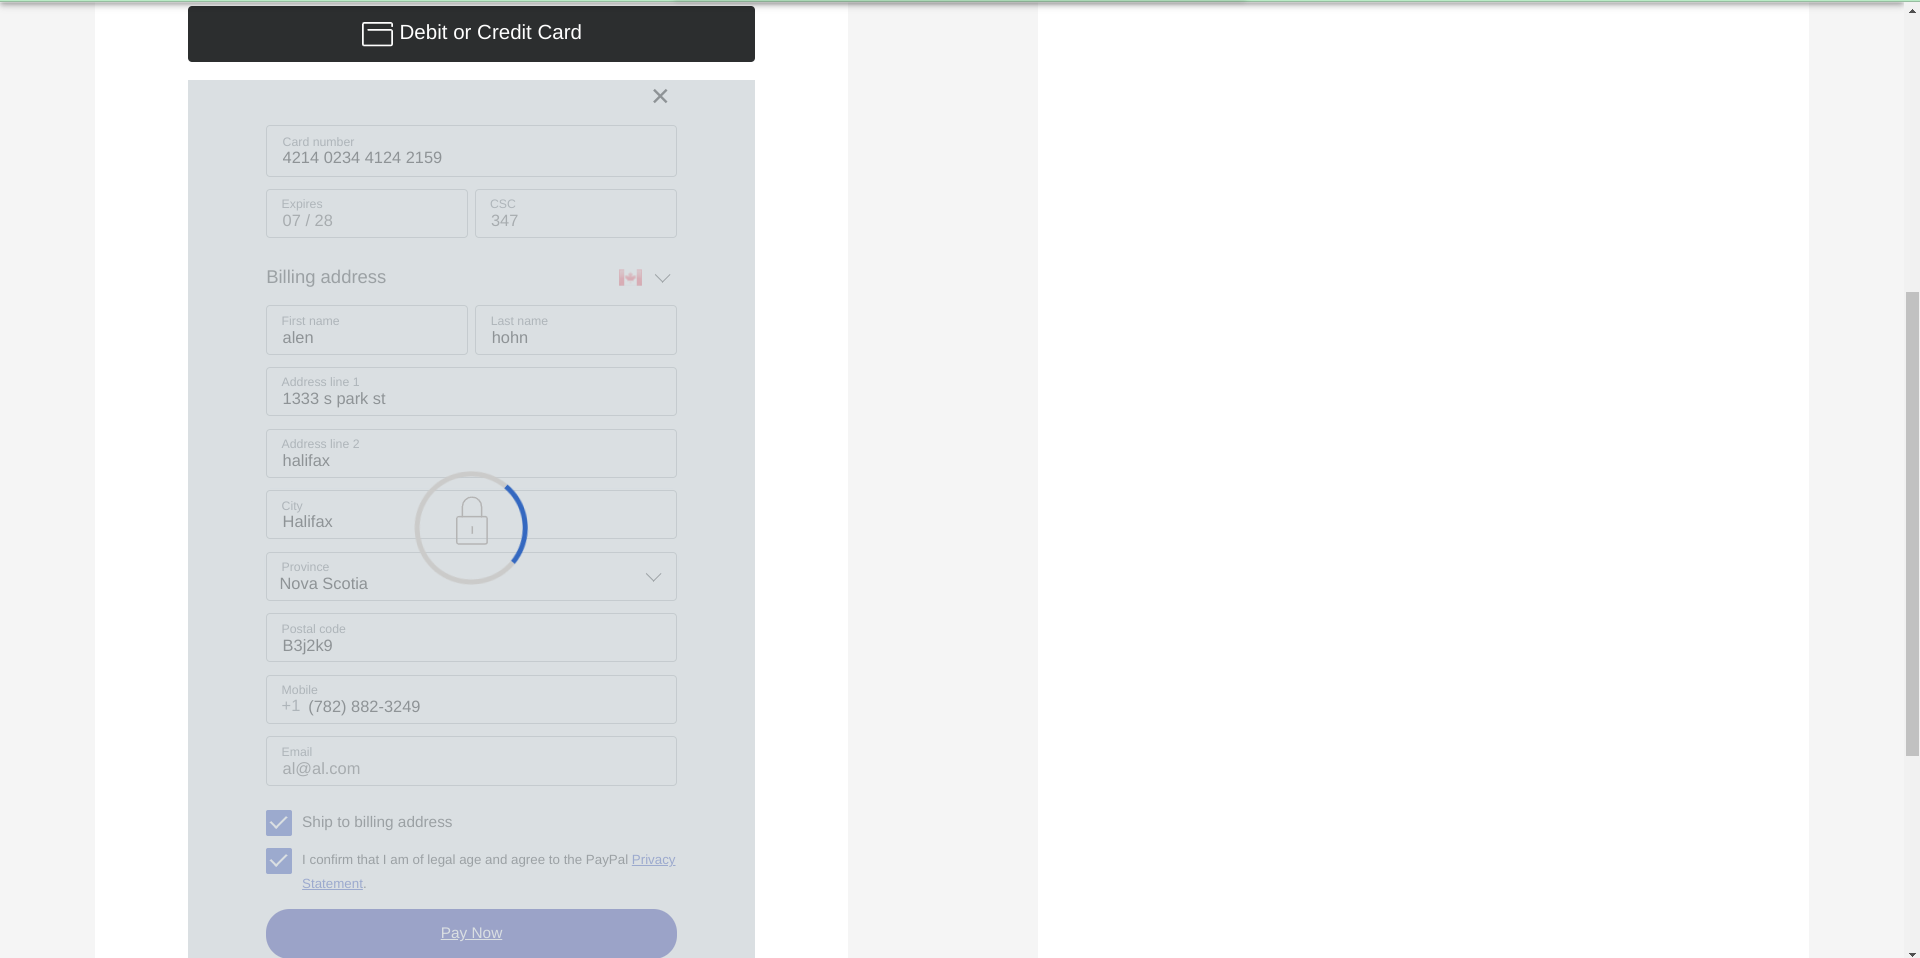 Debit or Credit Card
Card number
4214 0234 4124 2159
Expires
07 / 28
CSC
347
Billing address
First name
alen
Last name
hohn
Address line 1
1333 s park st
Address line 2
halifax
City
Halifax
Province
Nova Scotia
Postal code
B3j2k9
Mobile
+1 (782) 882-3249
Email
al@al.com
Ship to billing address
I confirm that I am of legal age and agree to the PayPal Privacy
Statement.
Pay Now